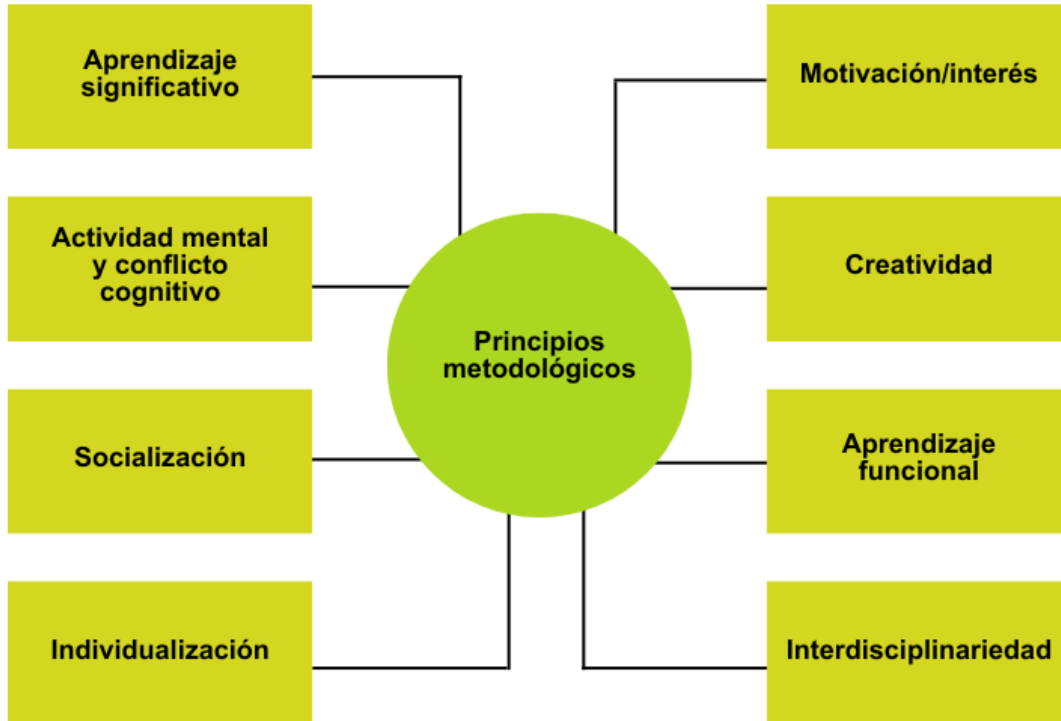 Aprendizaje
significativo
Actividad mental
y conflicto
cognitivo
Socialización
Individualización
Principios
metodológicos
Motivación/interés
Creatividad
Aprendizaje
funcional
Interdisciplinariedad